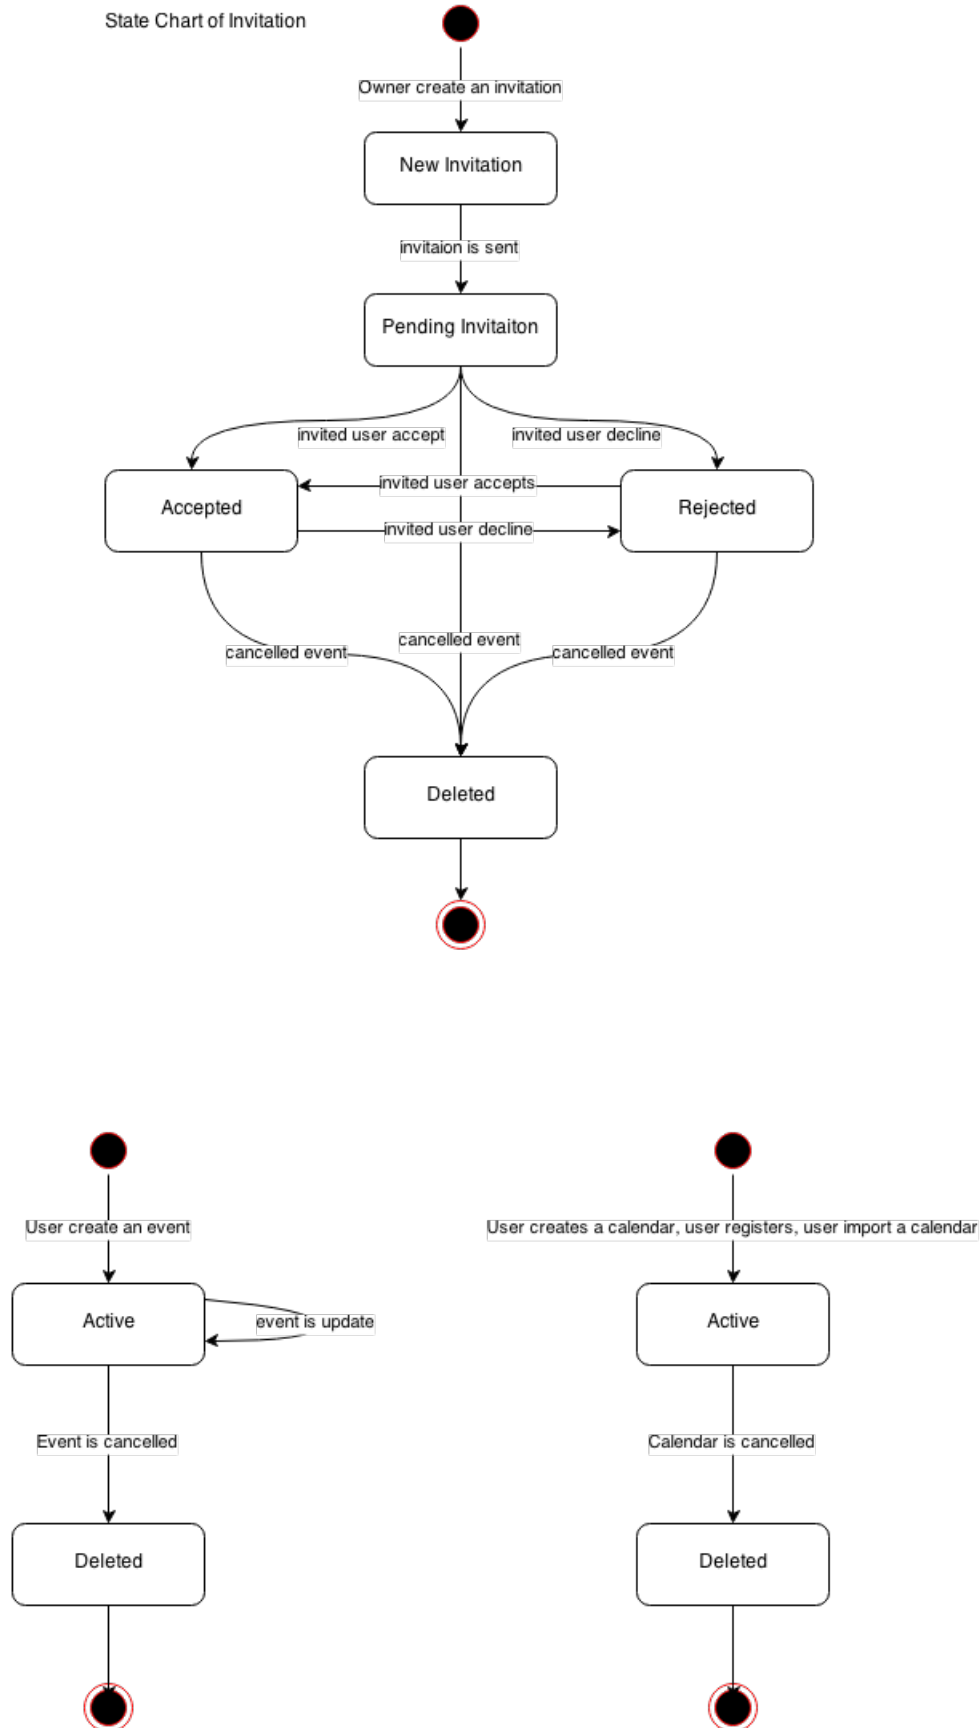 State Chart of Invitation
Owner create an invitation
New Invitation
invitaion is sent
Pending Invitaiton
invited user accept
invited user decline
invited user accepts
Accepted
Rejected
invited user decline
cancelled event
cancelled event
cancelled event
Deleted
User create an event
User creates a calendar, user registers, user import a calendar
Active
event is update
Active
Event is cancelled
Calendar is cancelled
Deleted
Deleted